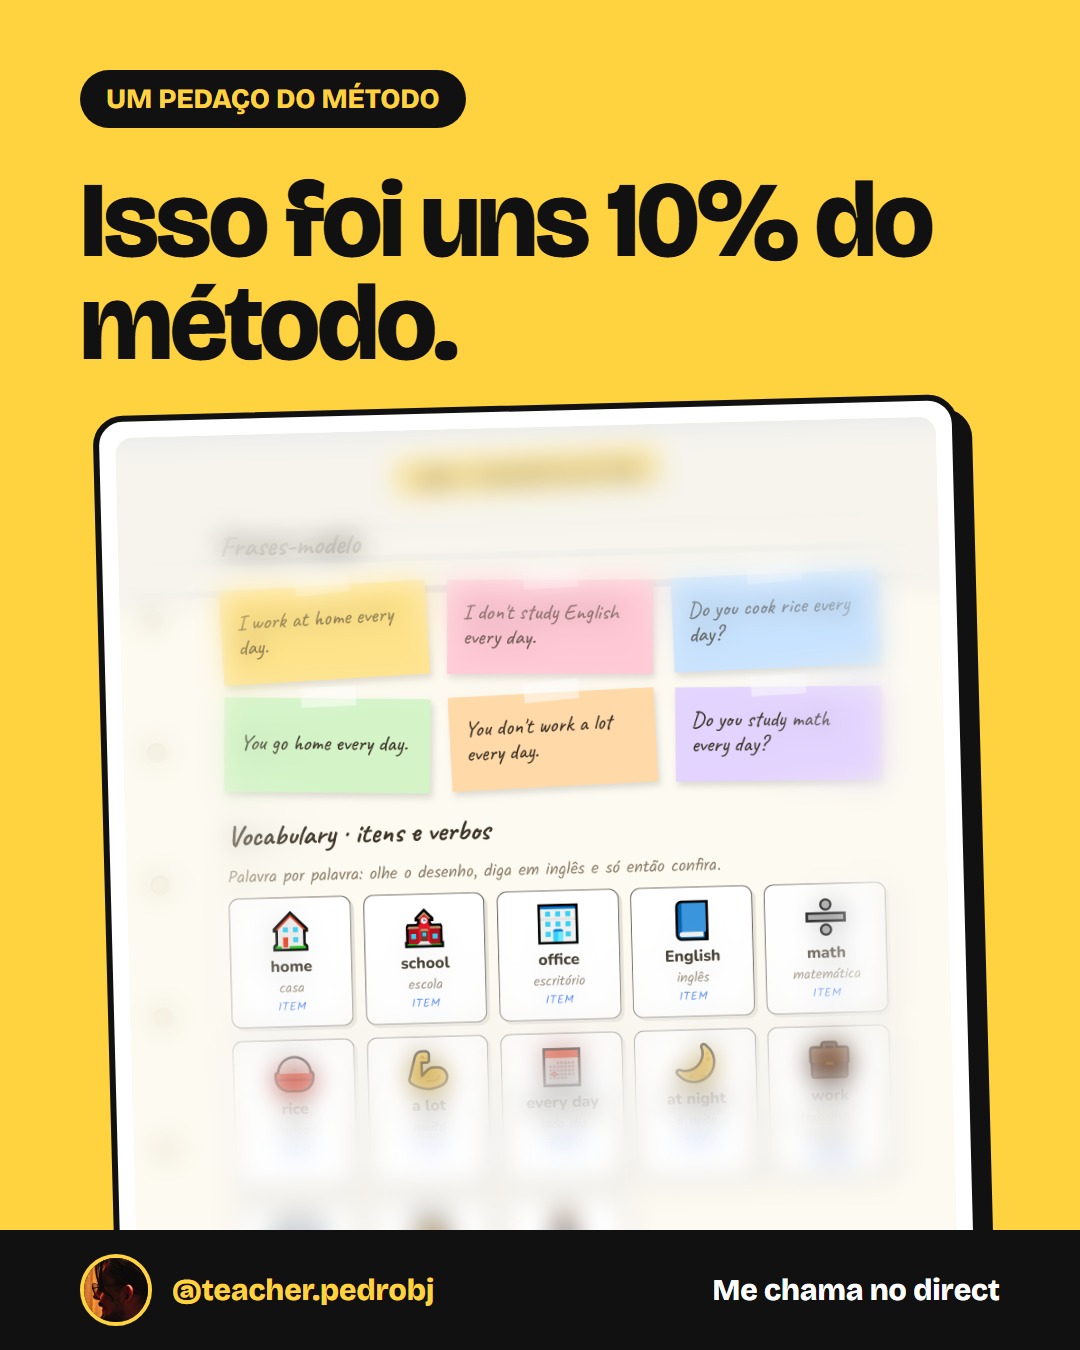 UM PEDAÇO DO MÉTODO
Isso foi uns 10% do
método.
Frases-modelo
I work at home every
day.
I don't study English
every day.
Do you cook rice every
day?
You go home every day.
You don't work a lot
every day.
Do you study math
every day?
Vocabulary · itens e verbos
Palavra por palavra: olhe o desenho, diga em inglês e só então confira.
home
casa
ITEM
school
escola
ITEM
office
escritório
ITEM
English
inglês
ITEM
math
matemática
ITEM
rice
a lot
every day
at night
work
@teacher.pedrobj
Me chama no direct